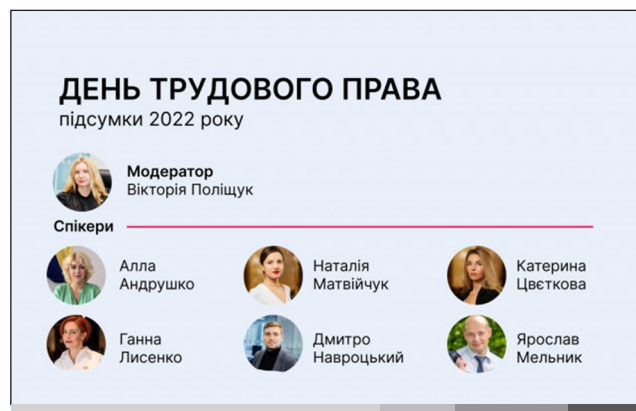 ДЕНЬ ТРУДОВОГО ПРАВА
підсумки 2022 року
Модератор
Вікторія Поліщук
Спікери
Алла
Андрушко
Наталія
Матвійчук
Катерина
Цвєткова
Ганна
Лисенко
Дмитро
Навроцький
Ярослав
Мельник